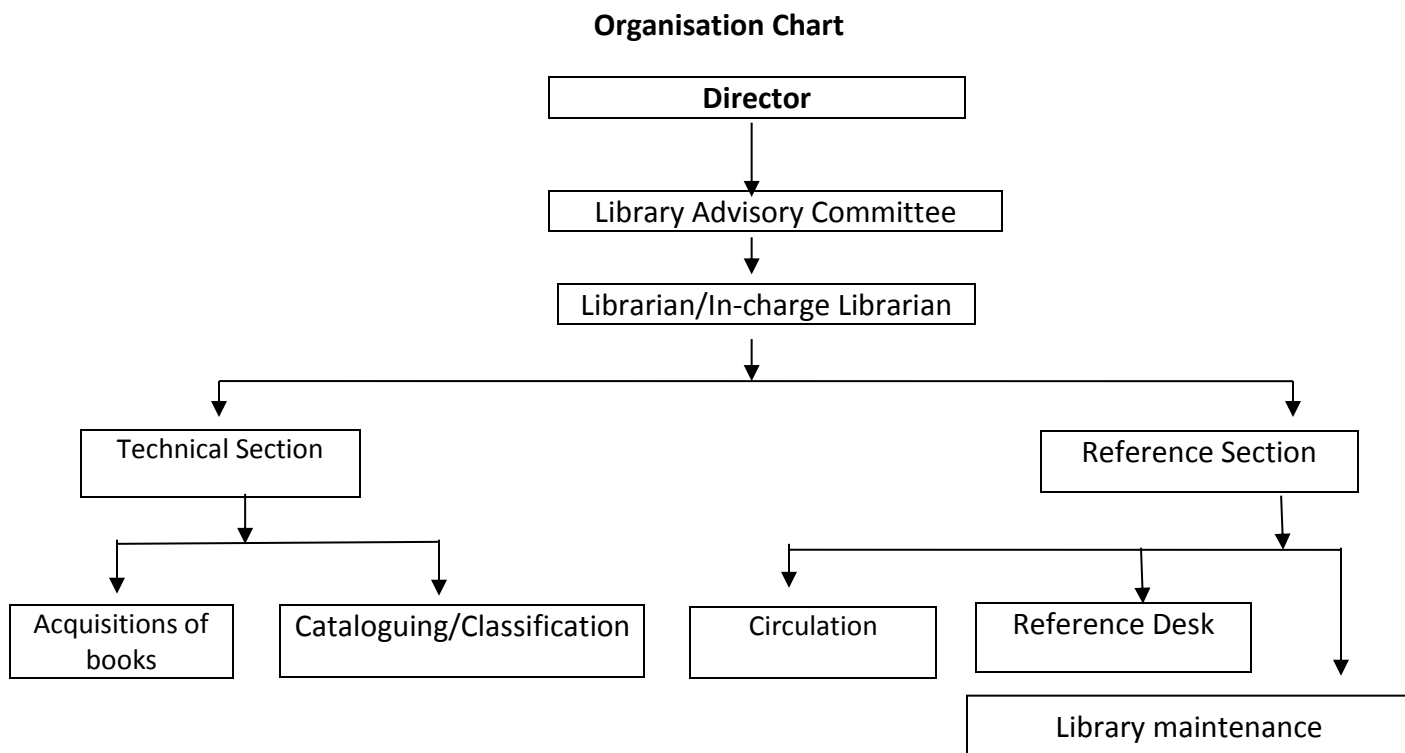 Organisation Chart
Director
Library Advisory Committee
Librarian/In-charge Librarian
Technical Section
Reference Section
Acquisitions of
books
Cataloguing/Classification
Circulation
Reference Desk
Library maintenance